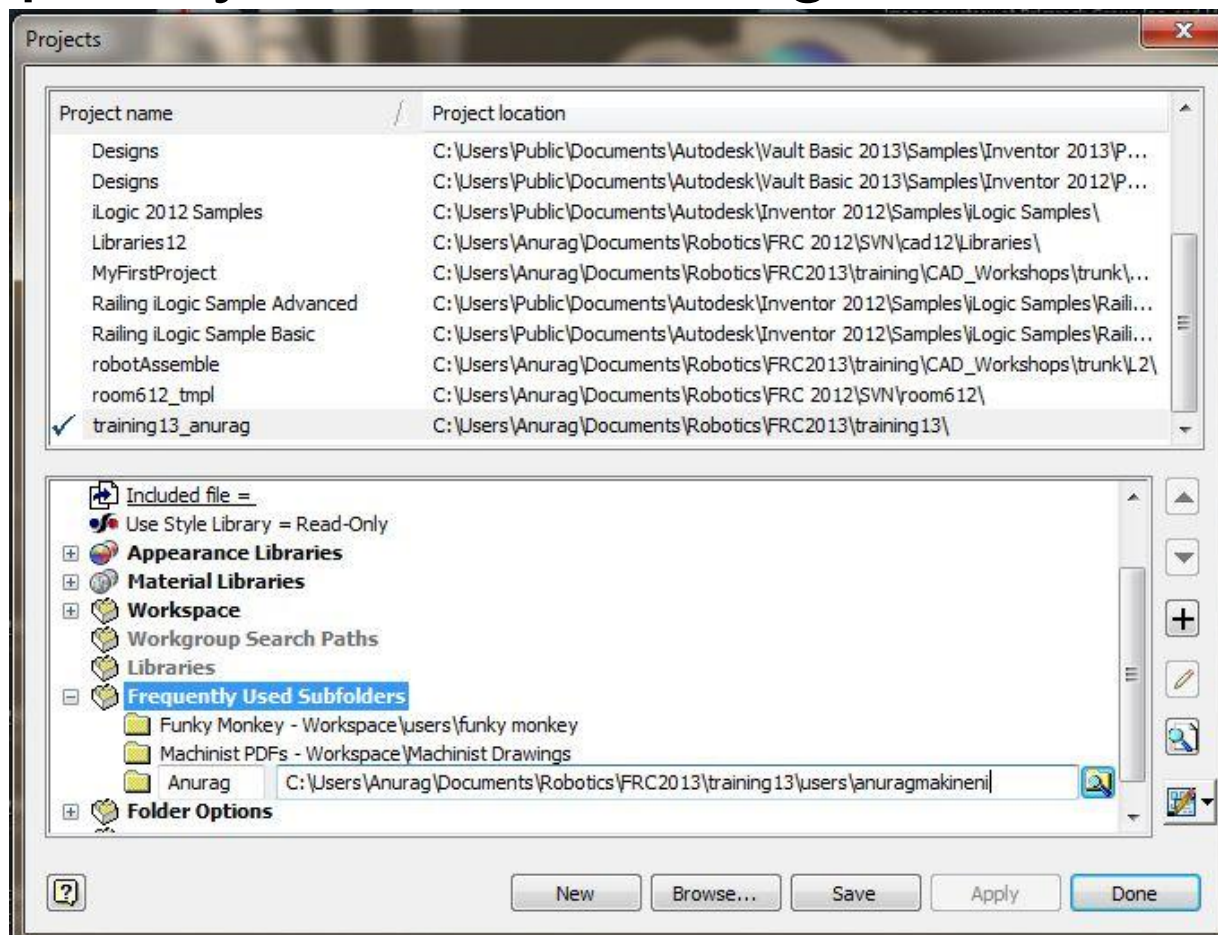 Projects
Project name / Project location
Designs C:\Users\Public\Documents\Autodesk\Vault Basic 2013\Samples\Inventor 2013\P...
Designs C:\Users\Public\Documents\Autodesk\Vault Basic 2013\Samples\Inventor 2012\P...
iLogic 2012 Samples C:\Users\Public\Documents\Autodesk\Inventor 2012\Samples\iLogic Samples\
Libraries12 C:\Users\Anurag\Documents\Robotics\FRC 2012\SVN\cad12\Libraries\
MyFirstProject C:\Users\Anurag\Documents\Robotics\FRC2013\training\CAD_Workshops\trunk\...
Railing iLogic Sample Advanced C:\Users\Public\Documents\Autodesk\Inventor 2012\Samples\iLogic Samples\Raili...
Railing iLogic Sample Basic C:\Users\Public\Documents\Autodesk\Inventor 2012\Samples\iLogic Samples\Raili...
robotAssemble C:\Users\Anurag\Documents\Robotics\FRC2013\training\CAD_Workshops\trunk\L2\
room612_tmpl C:\Users\Anurag\Documents\Robotics\FRC 2012\SVN\room612\
training13_anurag C:\Users\Anurag\Documents\Robotics\FRC2013\training13\
Included file =
Use Style Library = Read-Only
Appearance Libraries
Material Libraries
Workspace
Workgroup Search Paths
Libraries
Frequently Used Subfolders
Funky Monkey - Workspace\users\funky monkey
Machinist PDFs - Workspace\Machinist Drawings
Anurag C:\Users\Anurag\Documents\Robotics\FRC2013\training13\users\anuragmakineni
Folder Options
New Browse... Save Apply Done